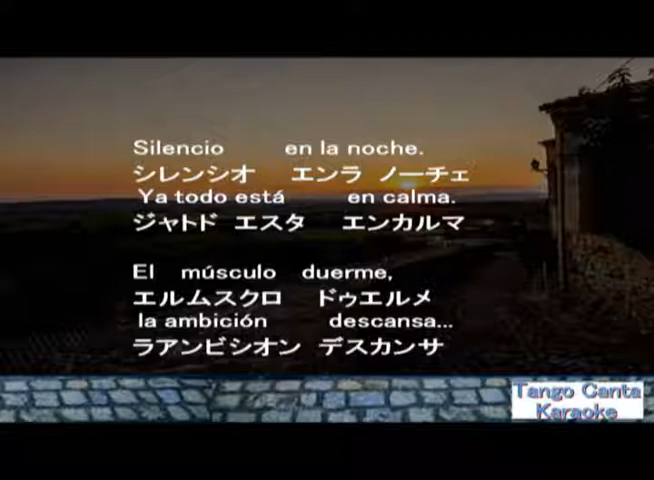 Silencio en la noche.
シレンシオ エンラ ノーチェ
Ya todo está en calma.
ジャトド エスタ エンカルマ
El músculo duerme,
エルムスクロ ドゥエルメ
la ambición descansa...
ラアンビシオン デスカンサ
Tango Canta
Karaoke